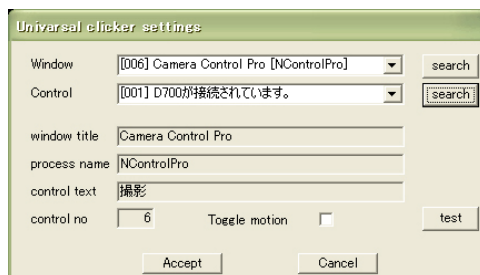 Univarsal clicker settings
Window [006] Camera Control Pro [NControlPro] search
Control [001] D700が接続されています。 search
window title Camera Control Pro
process name NControlPro
control text 撮影
control no 6 Toggle motion test
Accept Cancel